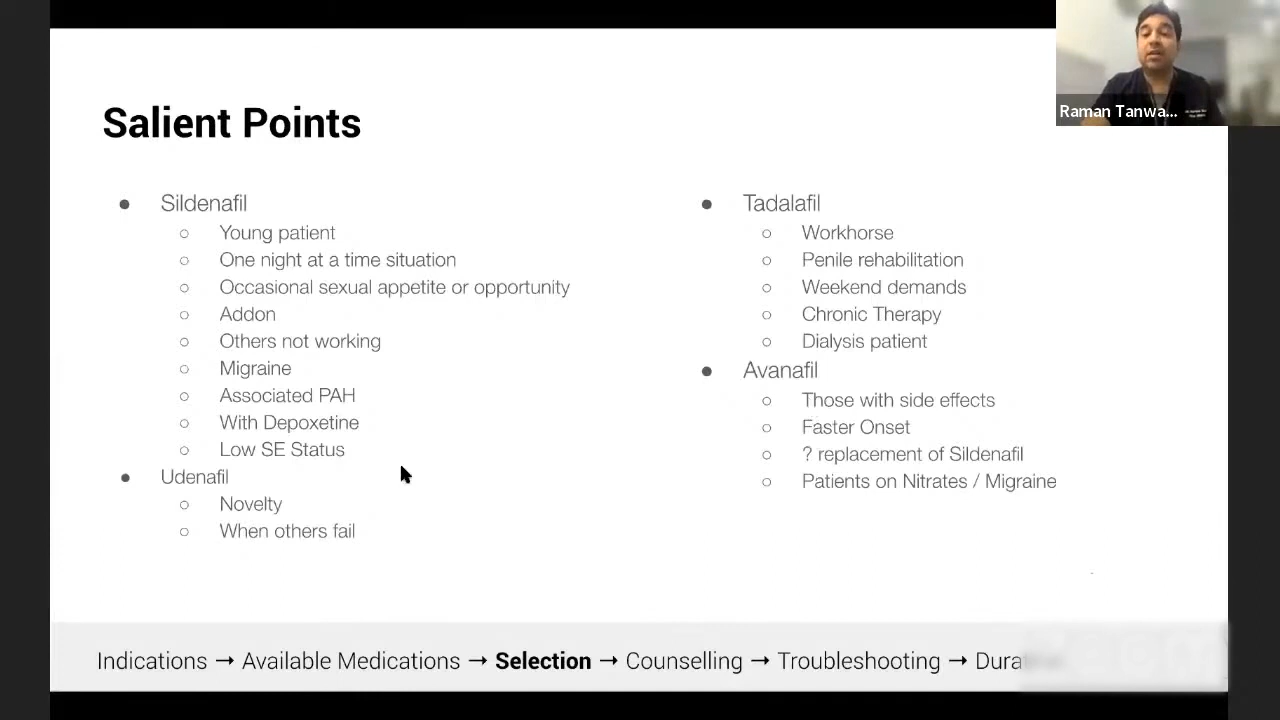 Raman Tanwa...
Salient Points
Sildenafil
Young patient
One night at a time situation
Occasional sexual appetite or opportunity
Addon
Others not working
Migraine
Associated PAH
With Depoxetine
Low SE Status
Udenafil
Novelty
When others fail
Tadalafil
Workhorse
Penile rehabilitation
Weekend demands
Chronic Therapy
Dialysis patient
Avanafil
Those with side effects
Faster Onset
? replacement of Sildenafil
Patients on Nitrates / Migraine
Indications → Available Medications → Selection → Counselling → Troubleshooting →